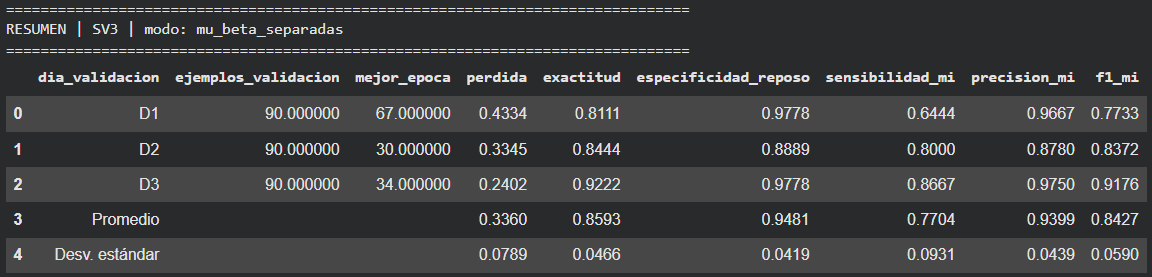 ================================================================================
RESUMEN | SV3 | modo: mu_beta_separadas
================================================================================
dia_validacion ejemplos_validacion mejor_epoca perdida exactitud especificidad_reposo sensibilidad_mi precision_mi f1_mi
0 D1 90.000000 67.000000 0.4334 0.8111 0.9778 0.6444 0.9667 0.7733
1 D2 90.000000 30.000000 0.3345 0.8444 0.8889 0.8000 0.8780 0.8372
2 D3 90.000000 34.000000 0.2402 0.9222 0.9778 0.8667 0.9750 0.9176
3 Promedio 0.3360 0.8593 0.9481 0.7704 0.9399 0.8427
4 Desv. estándar 0.0789 0.0466 0.0419 0.0931 0.0439 0.0590